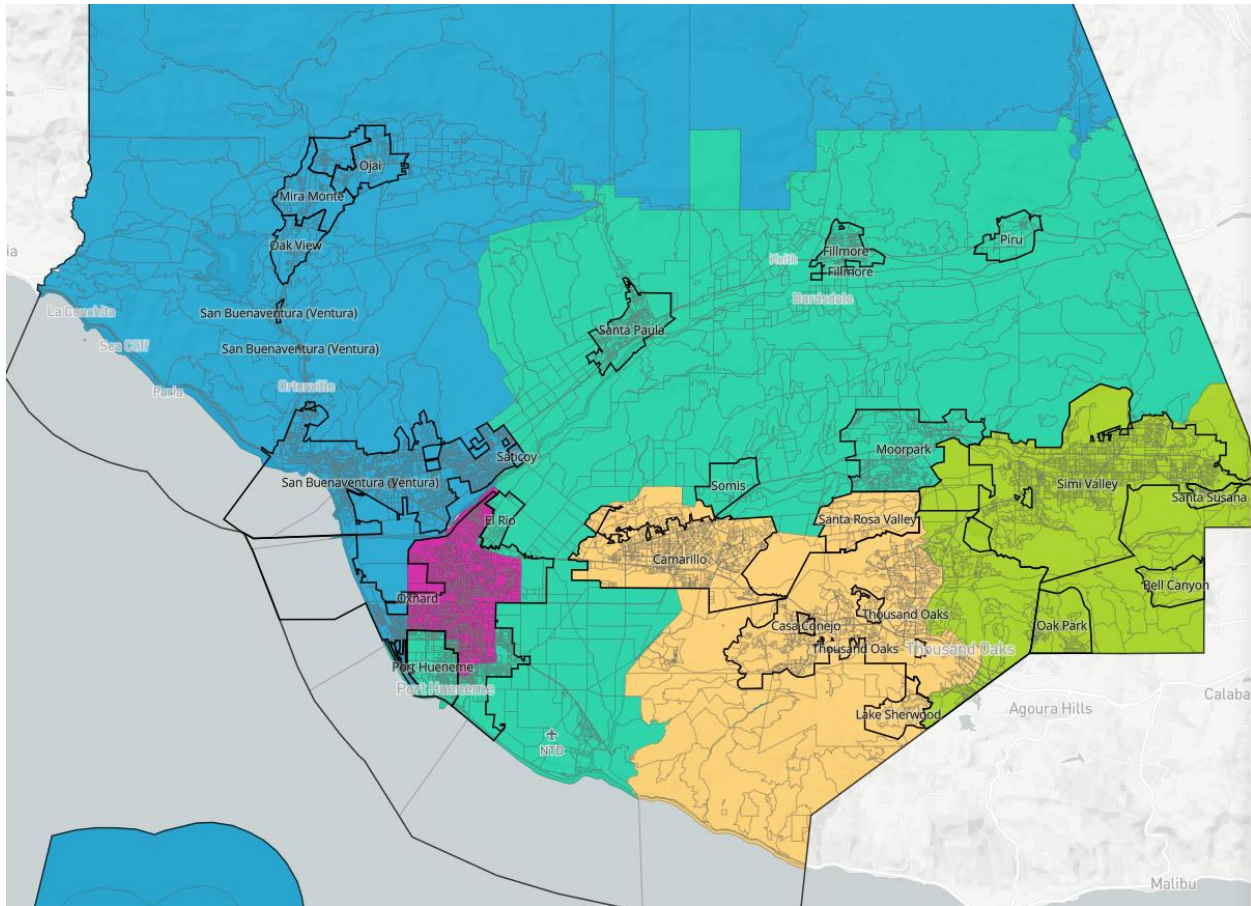 Ojai
Mira Monte
Oak View
ia
La Conchita
San Buenaventura (Ventura)
Sea Cliff
San Buenaventura (Ventura)
Ortonville
Piru
Fillmore
Keith
Fillmore
Bardsdale
Santa Paula
Saticoy
San Buenaventura (Ventura)
Moorpark
Somis
Simi Valley
Santa Susana
El Rio
Santa Rosa Valley
Camarillo
Bell Canyon
Oxnard
Thousand Oaks
Casa Conejo
Oak Park
Thousand Oaks
Thousand Oaks
Port Hueneme
Port Hueneme
Lake Sherwood
Agoura Hills
Calaba
NTD
Malibu